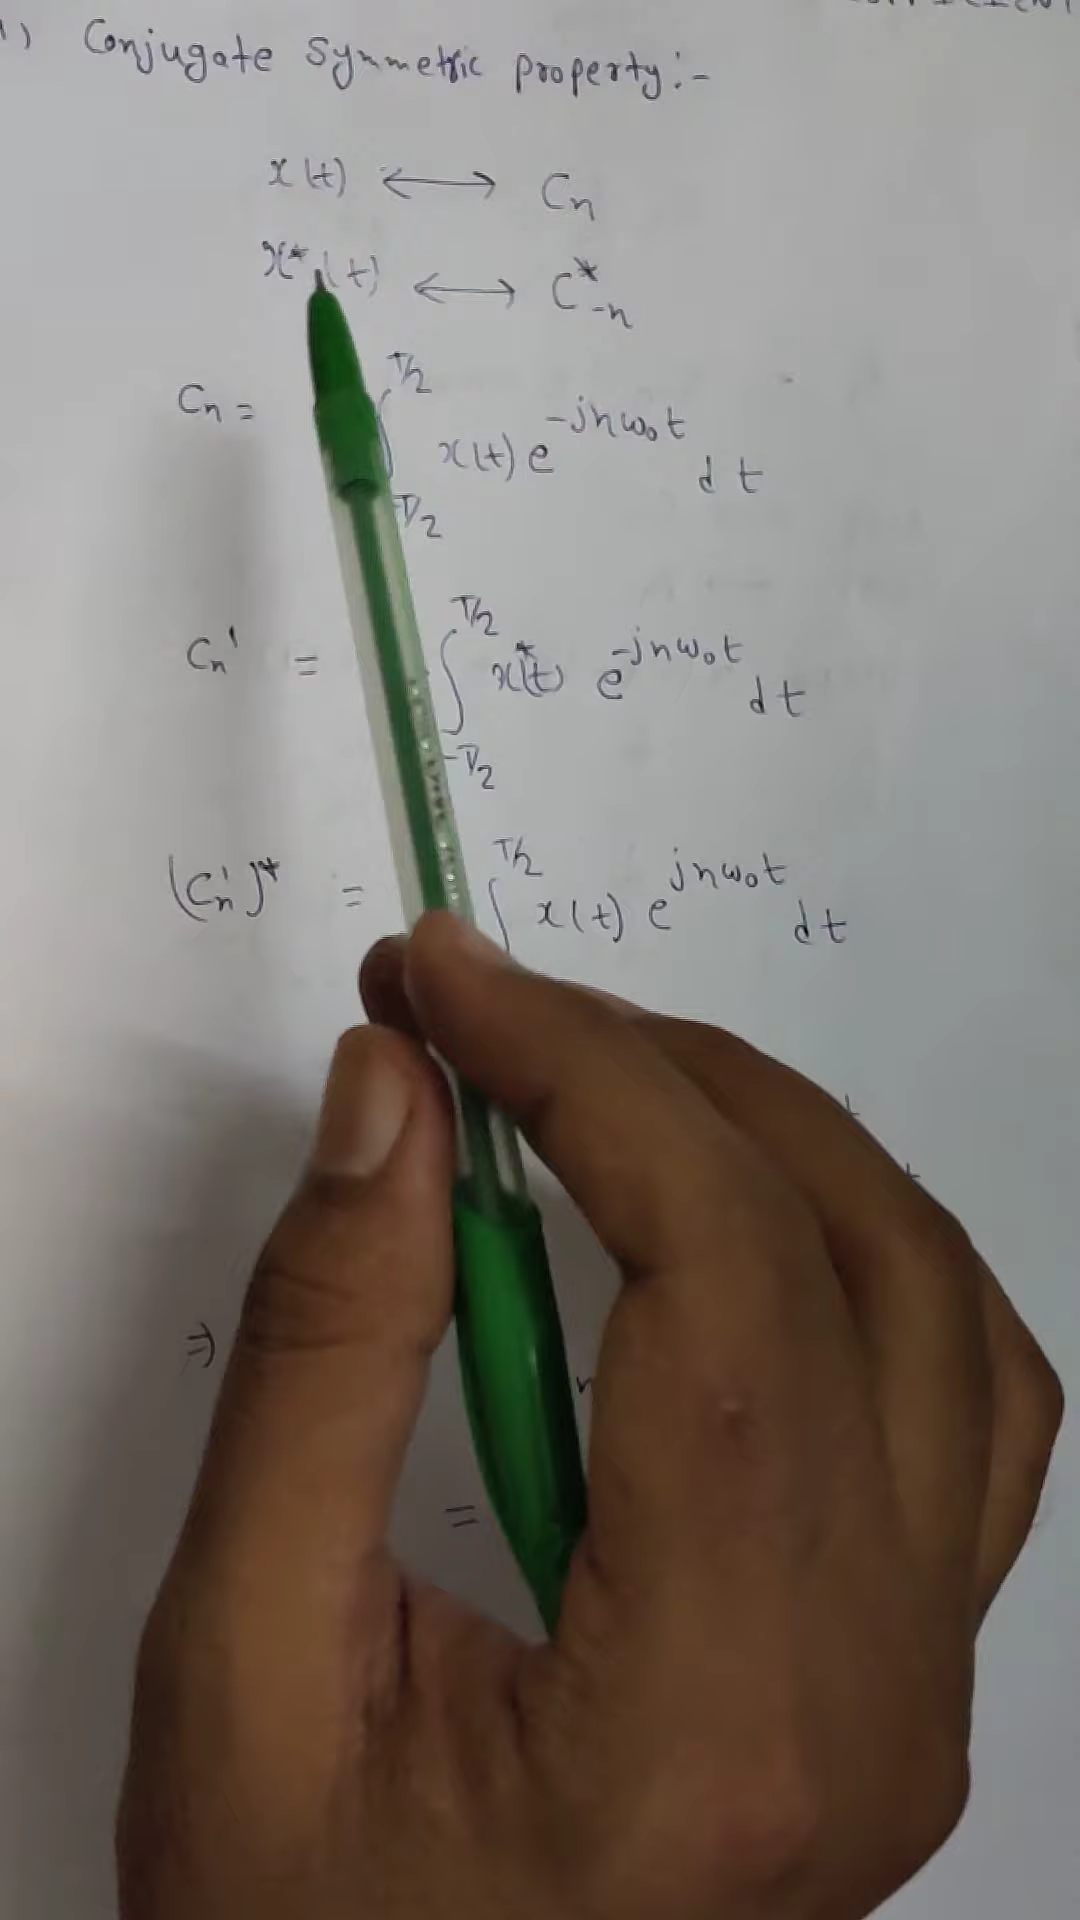 1) Conjugate Symmetric property:-
x(t) ⟷ Cn
x*(t) ⟷ C*-n
Cn = ∫ T/2 -T/2 x(t) e^-jnω₀t dt
Cn' = ∫ T/2 -T/2 x*(t) e^-jnω₀t dt
(Cn')* = ∫ T/2 x(t) e^jnω₀t dt
⇒ n
=